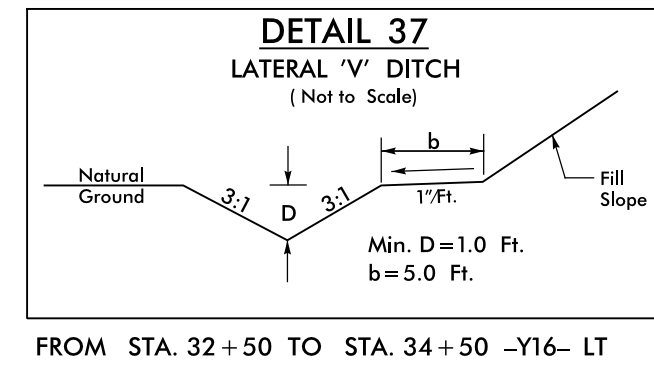 DETAIL 37
LATERAL 'V' DITCH
( Not to Scale)
b
Natural
Ground
3:1
D
3:1
1"/Ft.
Fill
Slope
Min. D=1.0 Ft.
b=5.0 Ft.
FROM STA. 32+50 TO STA. 34+50 -Y16- LT